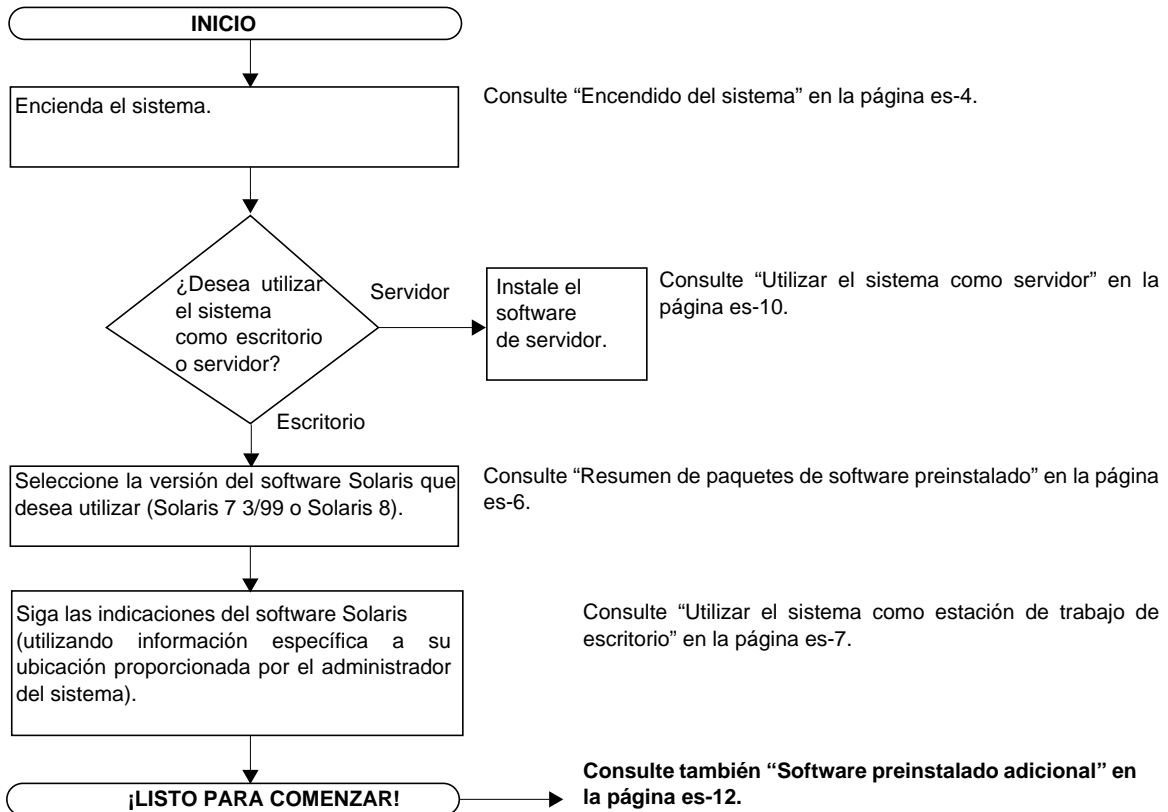 INICIO
Encienda el sistema.
Consulte “Encendido del sistema” en la página es-4.
¿Desea utilizar
el sistema
como escritorio
o servidor?
Servidor
Instale el
software
de servidor.
Consulte “Utilizar el sistema como servidor” en la
página es-10.
Escritorio
Seleccione la versión del software Solaris que
desea utilizar (Solaris 7 3/99 o Solaris 8).
Consulte “Resumen de paquetes de software preinstalado” en la página
es-6.
Siga las indicaciones del software Solaris
(utilizando información específica a su
ubicación proporcionada por el administrador
del sistema).
Consulte “Utilizar el sistema como estación de trabajo de
escritorio” en la página es-7.
¡LISTO PARA COMENZAR!
Consulte también “Software preinstalado adicional” en
la página es-12.